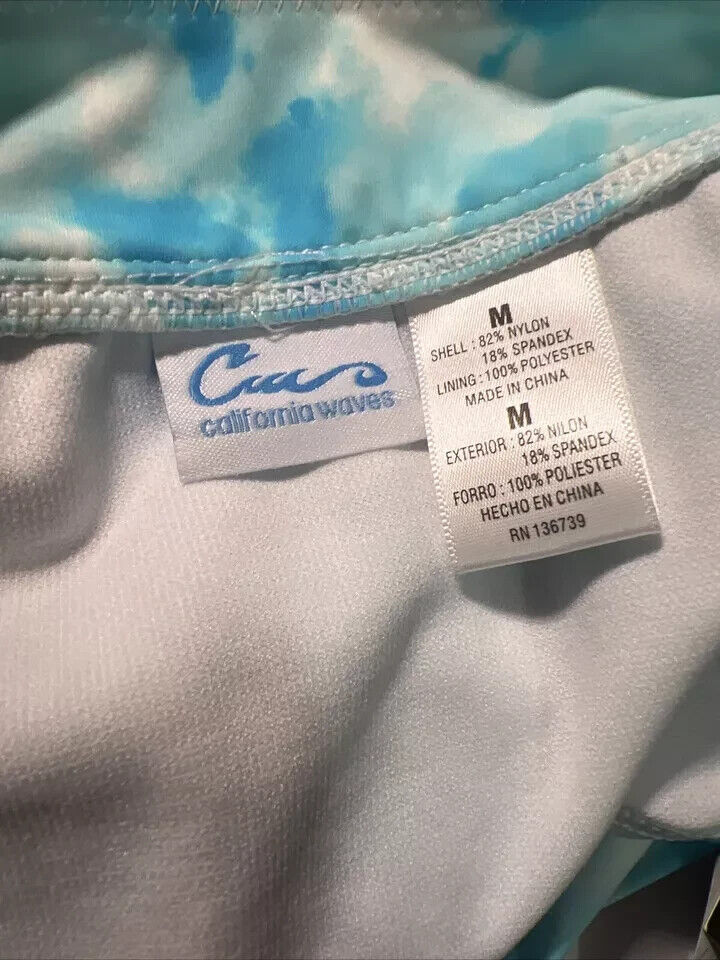 california waves
M
SHELL : 82% NYLON
18% SPANDEX
LINING : 100% POLYESTER
MADE IN CHINA
M
EXTERIOR : 82% NILON
18% SPANDEX
FORRO : 100% POLIESTER
HECHO EN CHINA
RN 136739